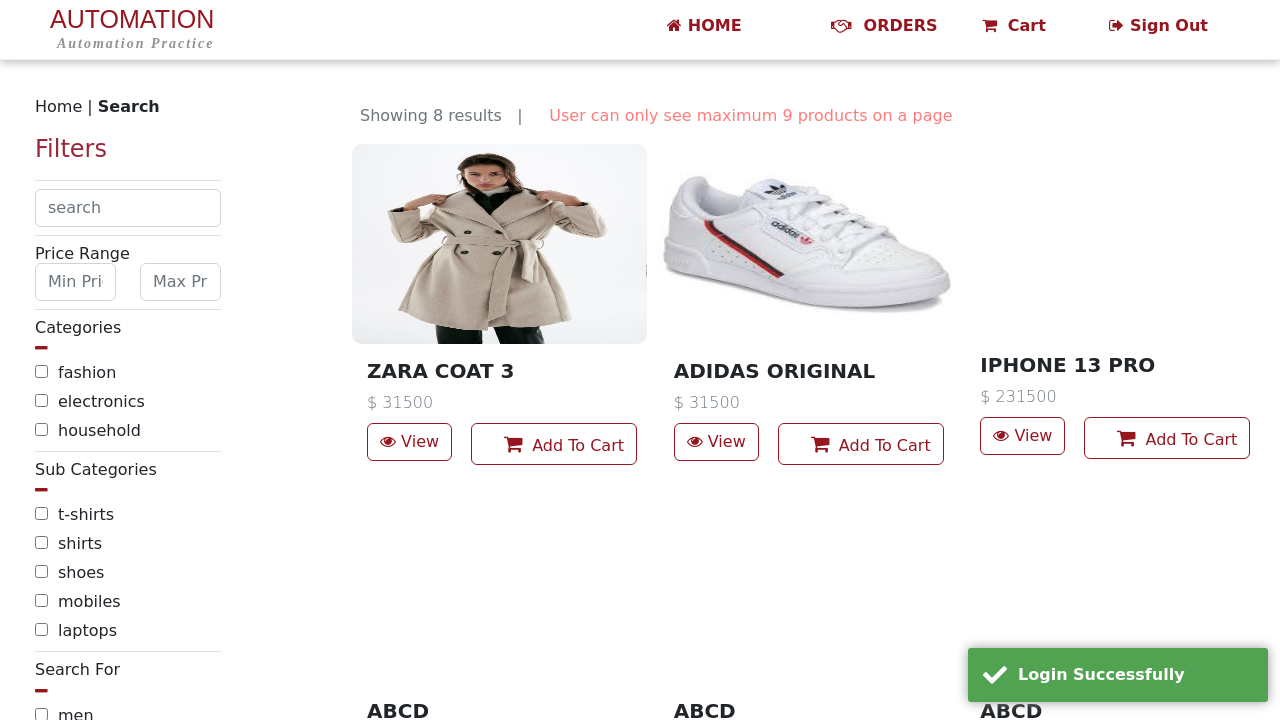 AUTOMATION
Automation Practice
HOME
ORDERS
Cart
Sign Out
Home | Search
Filters
search
Price Range
Min Pri
Max Pr
Categories
fashion
electronics
household
Sub Categories
t-shirts
shirts
shoes
mobiles
laptops
Search For
men
Showing 8 results | User can only see maximum 9 products on a page
adidas
ZARA COAT 3
$ 31500
View
Add To Cart
ADIDAS ORIGINAL
$ 31500
View
Add To Cart
IPHONE 13 PRO
$ 231500
View
Add To Cart
ABCD
ABCD
ABCD
Login Successfully